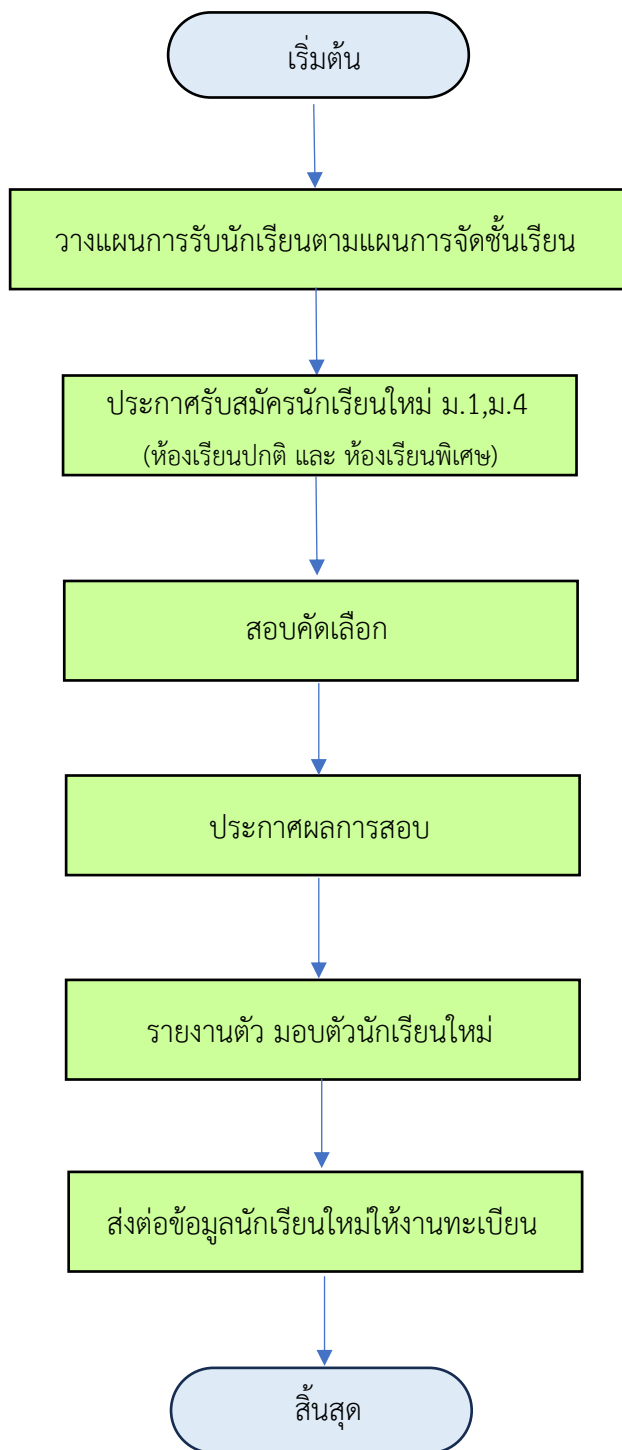 เริ่มต้น
วางแผนการรับนักเรียนตามแผนการจัดชั้นเรียน
ประกาศรับสมัครนักเรียนใหม่ ม.1,ม.4
(ห้องเรียนปกติ และ ห้องเรียนพิเศษ)
สอบคัดเลือก
ประกาศผลการสอบ
รายงานตัว มอบตัวนักเรียนใหม่
ส่งต่อข้อมูลนักเรียนใหม่ให้งานทะเบียน
สิ้นสุด